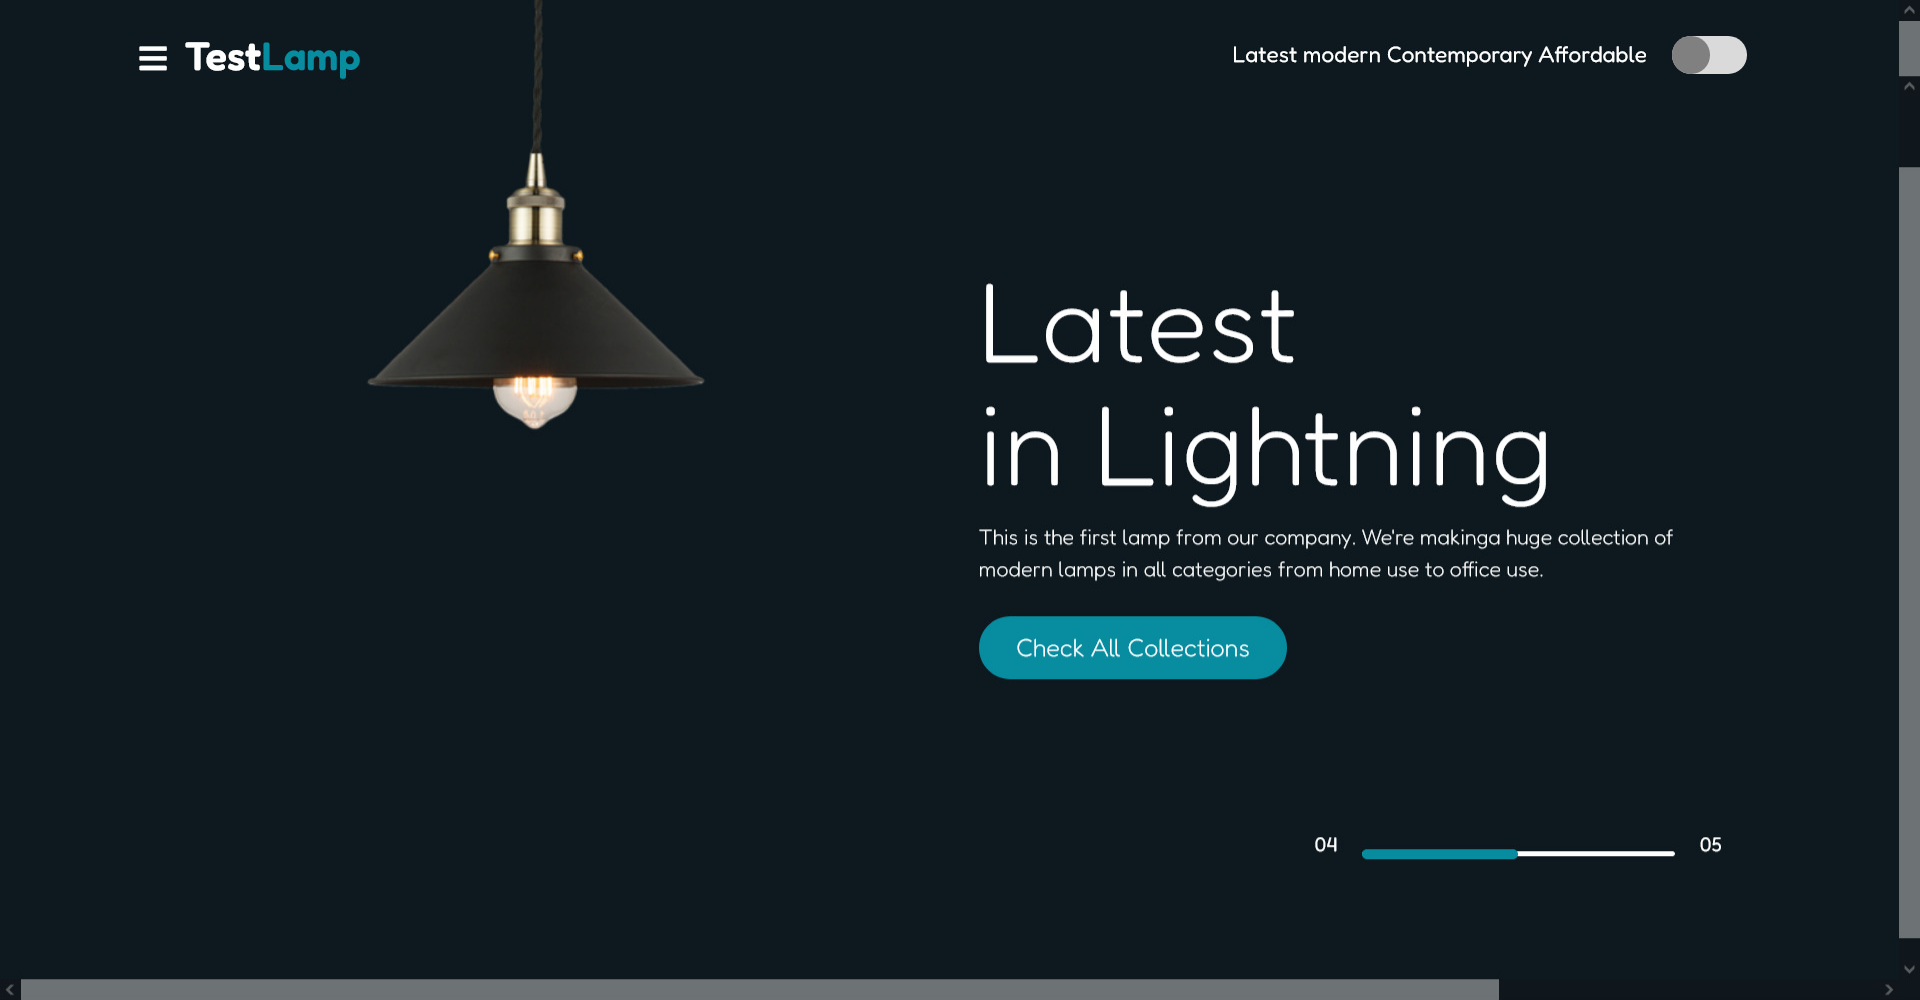 TestLamp
Latest modern Contemporary Affordable
Latest
in Lightning
This is the first lamp from our company. We're makinga huge collection of
modern lamps in all categories from home use to office use.
Check All Collections
04
05